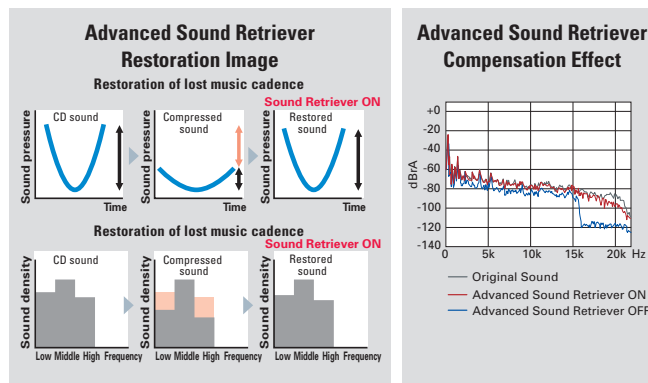 Advanced Sound Retriever
Restoration Image
Restoration of lost music cadence
Sound Retriever ON
Sound pressure
CD sound
Time
Sound pressure
Compressed
sound
Time
Sound pressure
Restored
sound
Time
Restoration of lost music cadence
Sound Retriever ON
Sound density
CD sound
Low Middle High Frequency
Sound density
Compressed
sound
Low Middle High Frequency
Sound density
Restored
sound
Low Middle High Frequency
Advanced Sound Retriever
Compensation Effect
dBrA
+0
-20
-40
-60
-80
-100
-120
-140
0 5k 10k 15k 20k Hz
Original Sound
Advanced Sound Retriever ON
Advanced Sound Retriever OFF